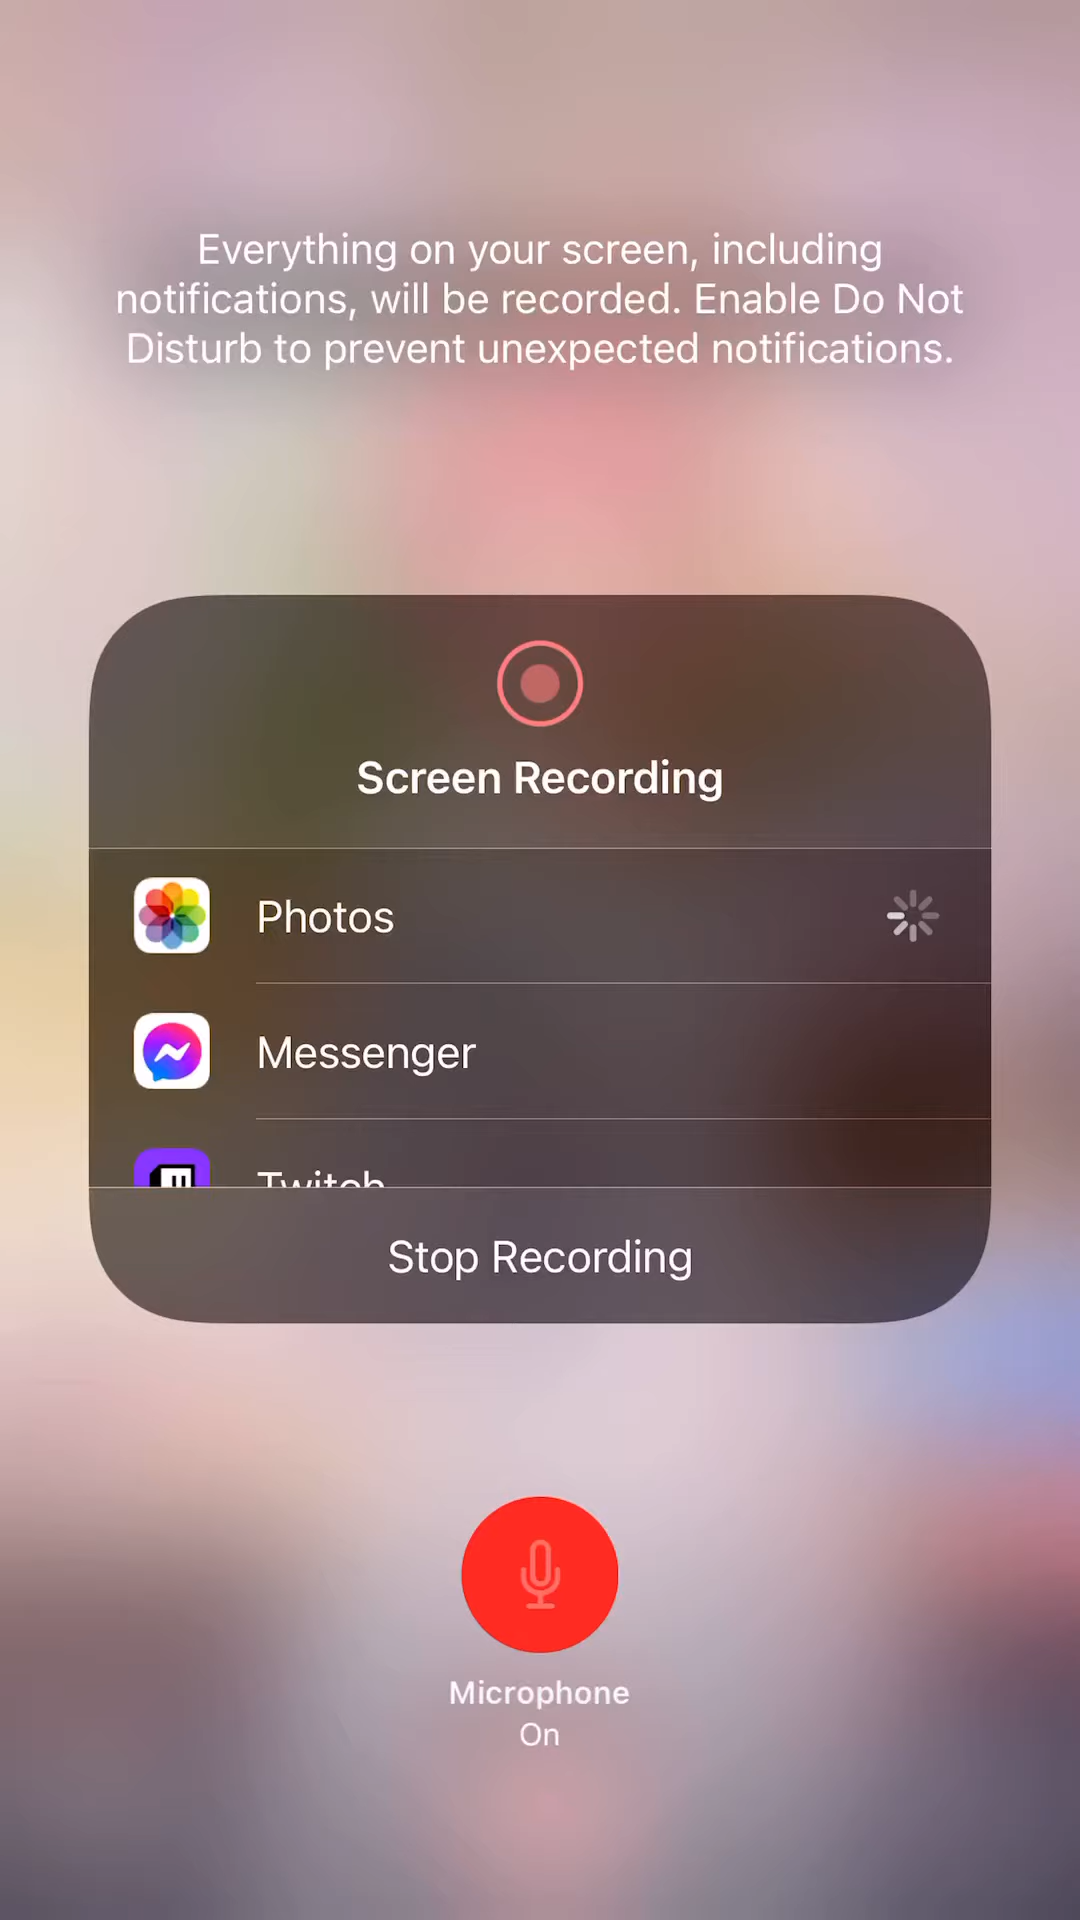 Everything on your screen, including
notifications, will be recorded. Enable Do Not
Disturb to prevent unexpected notifications.
Screen Recording
Photos
Messenger
Twitch
Stop Recording
Microphone
On